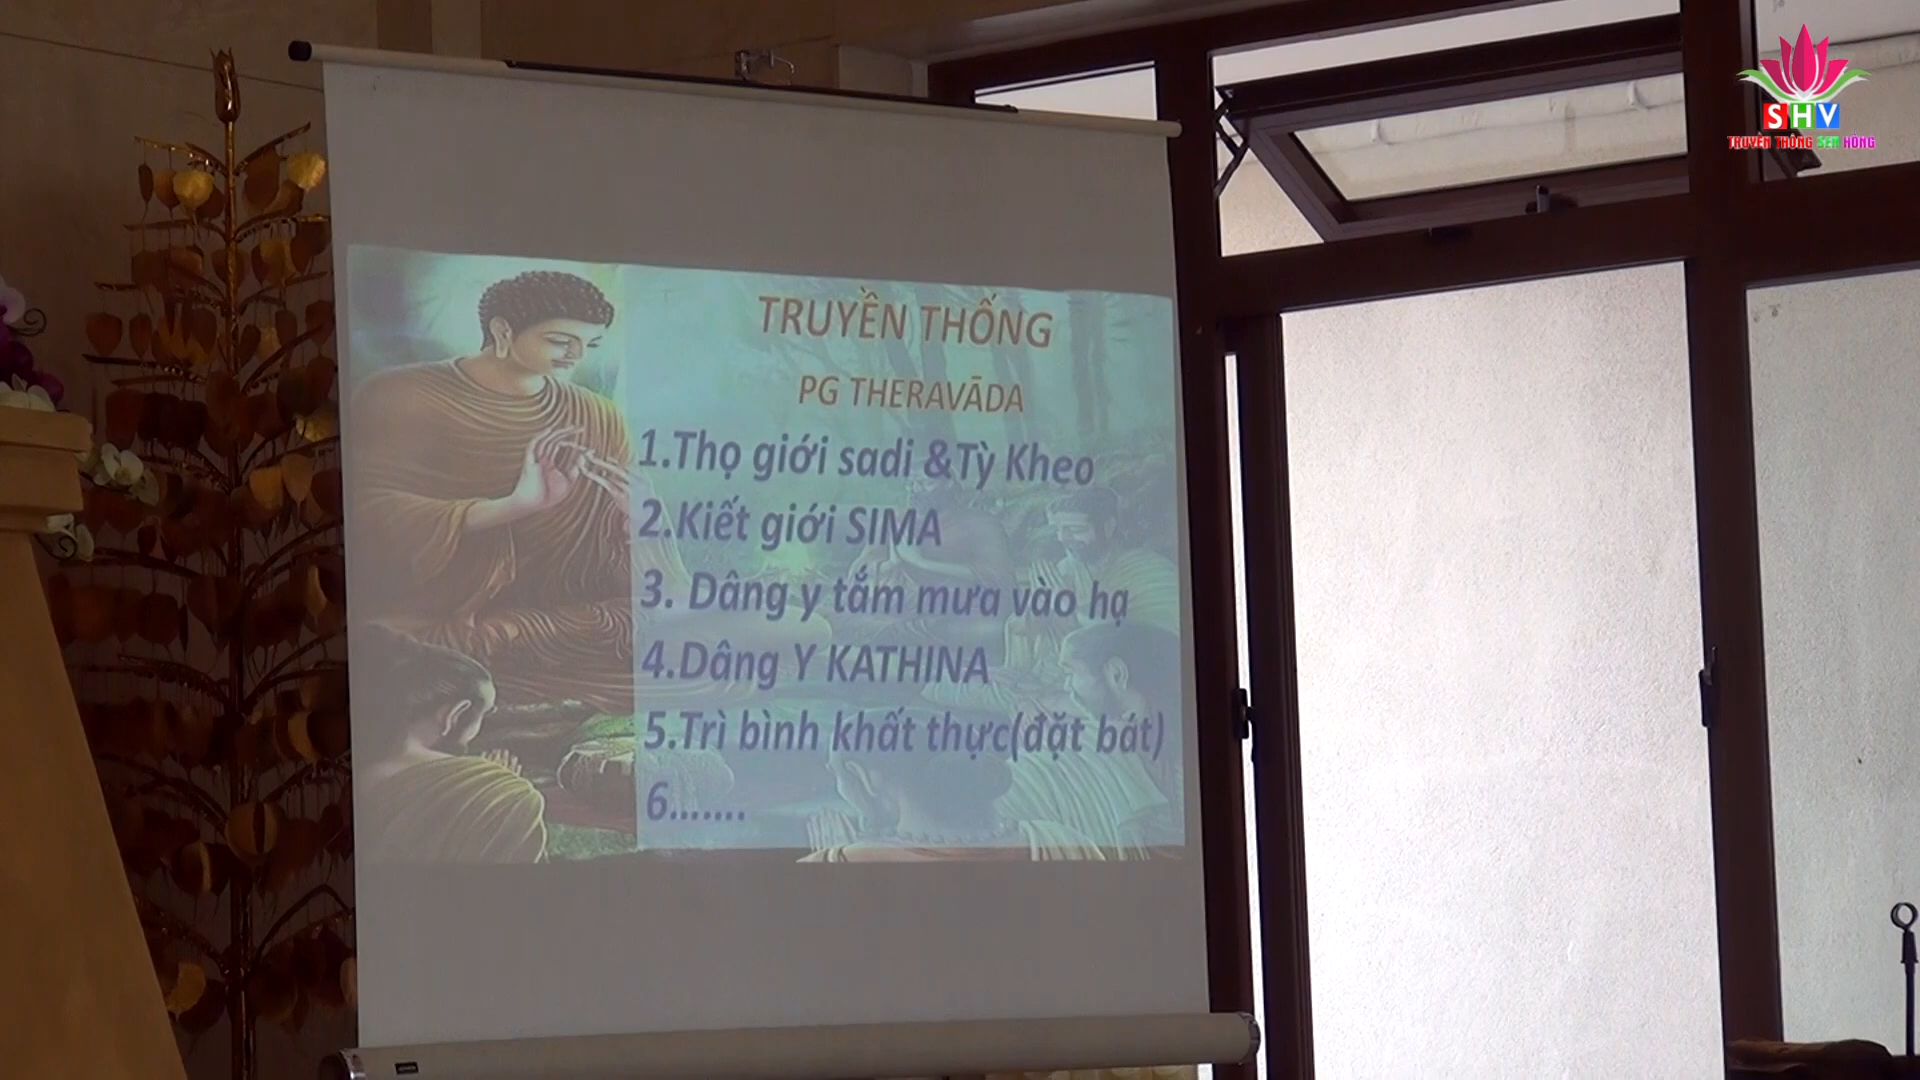 SHV
TRUYỀN THÔNG SEN HỒNG
TRUYỀN THỐNG
PG THERAVĀDA
1.Thọ giới sadi &Tỳ Kheo
2.Kiết giới SIMA
3. Dâng y tắm mưa vào hạ
4.Dâng Y KATHINA
5.Trì bình khất thực(đặt bát)
6.......